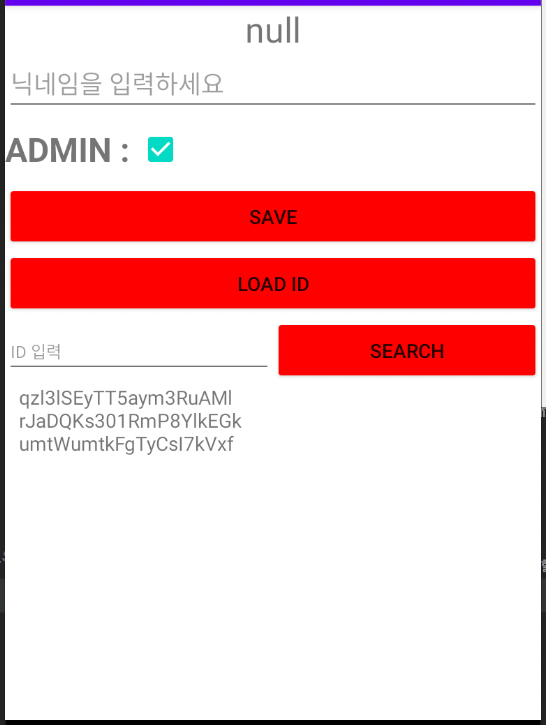 null
닉네임을 입력하세요
ADMIN :
SAVE
LOAD ID
ID 입력
SEARCH
qzl3lSEyTT5aym3RuAMl
rJaDQKs301RmP8YlkEGk
umtWumtkFgTyCsI7kVxf